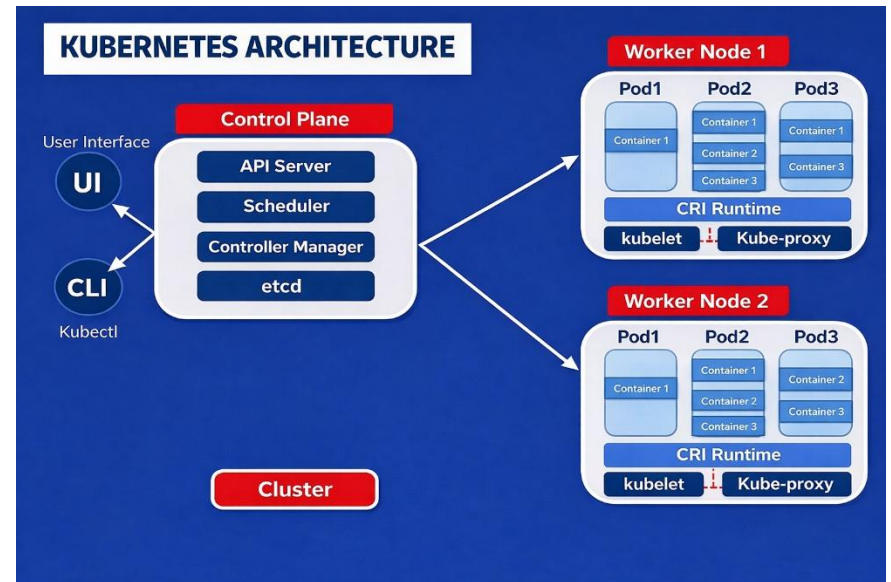 KUBERNETES ARCHITECTURE
Control Plane
User Interface
UI
CLI
Kubectl
API Server
Scheduler
Controller Manager
etcd
Cluster
Worker Node 1
Pod1 Pod2 Pod3
Container 1
Container 1
Container 2
Container 3
Container 1
Container 3
CRI Runtime
kubelet Kube-proxy
Worker Node 2
Pod1 Pod2 Pod3
Container 1
Container 1
Container 2
Container 3
Container 2
Container 3
CRI Runtime
kubelet Kube-proxy